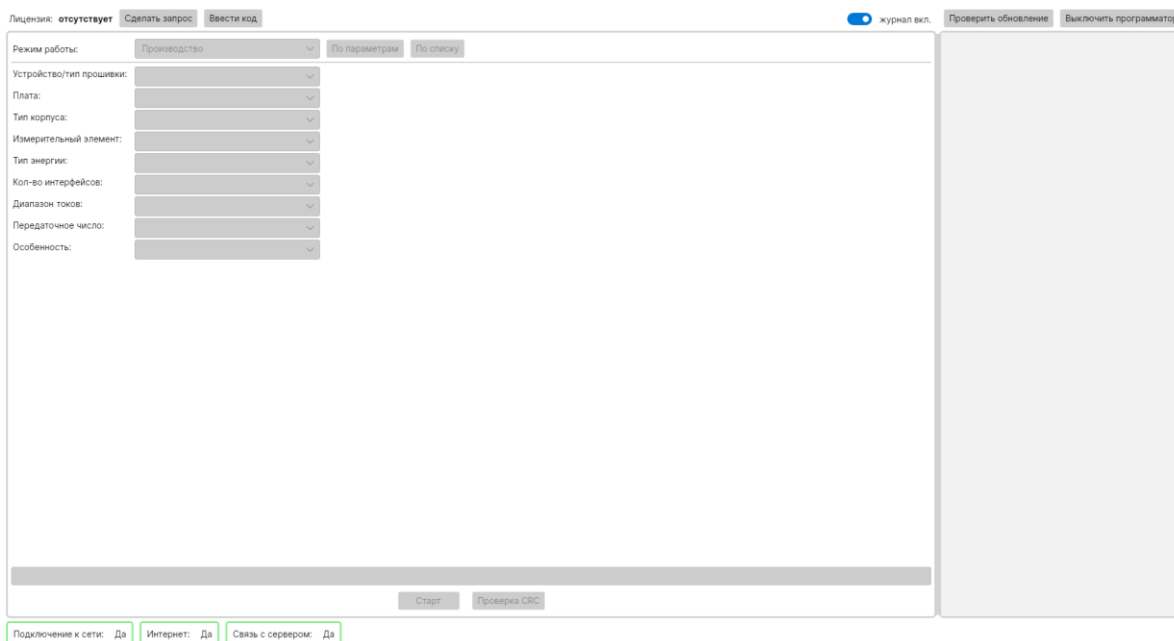 Лицензия: отсутствует Сделать запрос Ввести код журнал вкл. Проверить обновление Выключить программатор
Режим работы: Производство По параметрам По списку
Устройство/тип прошивки:
Плата:
Тип корпуса:
Измерительный элемент:
Тип энергии:
Кол-во интерфейсов:
Диапазон токов:
Передаточное число:
Особенность:
Старт Проверка CRC
Подключение к сети: Да Интернет: Да Связь с сервером: Да